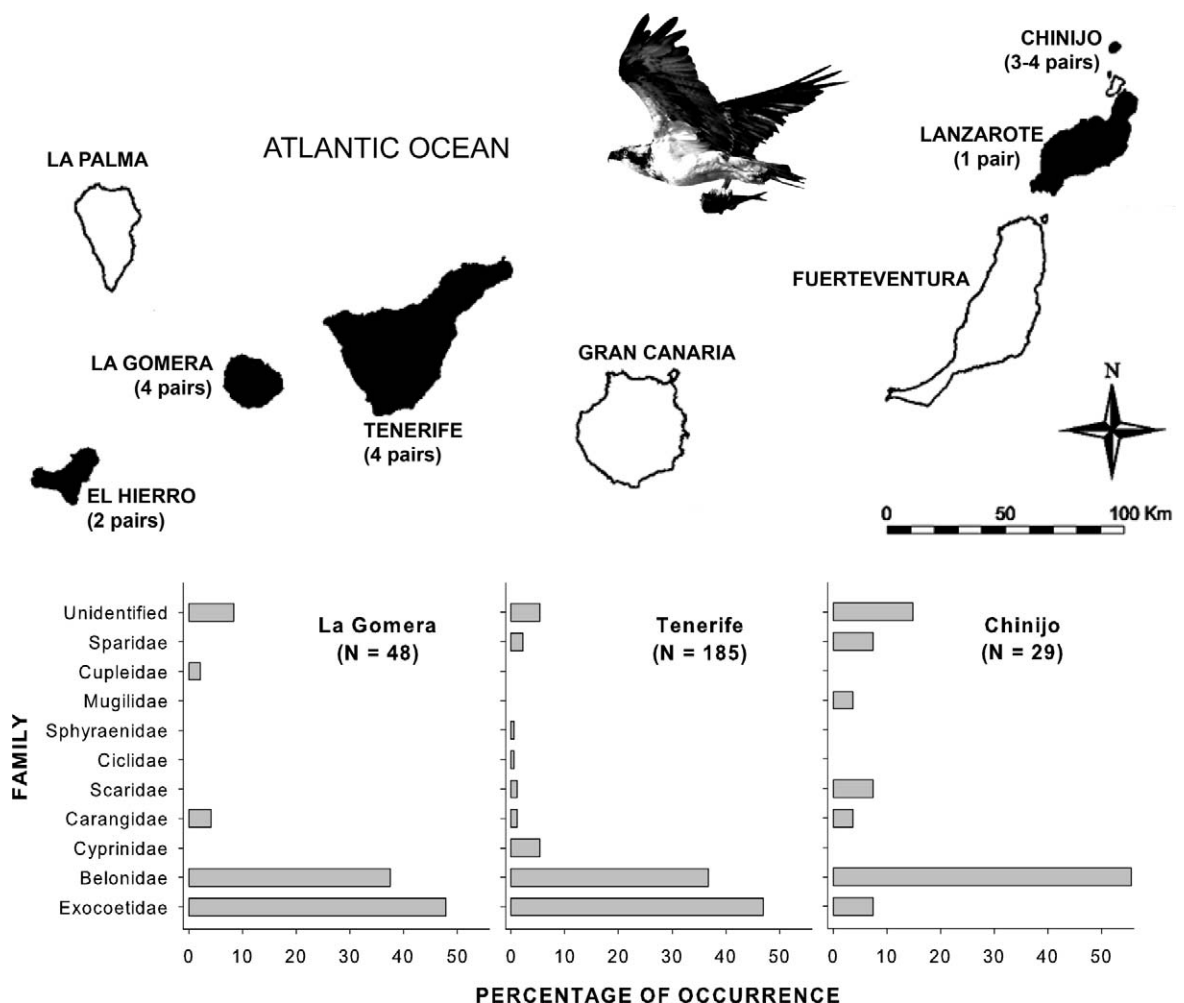 CHINIJO
(3-4 pairs)
LANZAROTE
(1 pair)
ATLANTIC OCEAN
LA PALMA
FUERTEVENTURA
GRAN CANARIA
LA GOMERA
(4 pairs)
TENERIFE
(4 pairs)
N
EL HIERRO
(2 pairs)
0 50 100 Km
La Gomera
(N = 48)
Tenerife
(N = 185)
Chinijo
(N = 29)
FAMILY
Unidentified
Sparidae
Cupleidae
Mugilidae
Sphyraenidae
Ciclidae
Scaridae
Carangidae
Cyprinidae
Belonidae
Exocoetidae
0 10 20 30 40 50
0 10 20 30 40 50
0 10 20 30 40 50
PERCENTAGE OF OCCURRENCE